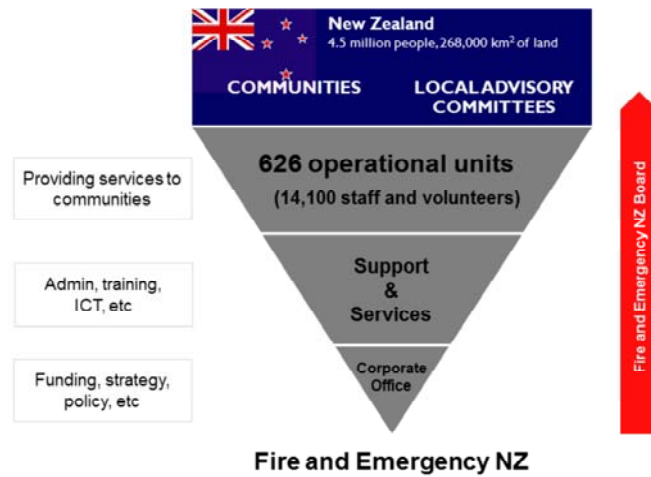 New Zealand
4.5 million people, 268,000 km² of land
COMMUNITIES
LOCAL ADVISORY
COMMITTEES
Providing services to
communities
626 operational units
(14,100 staff and volunteers)
Admin, training,
ICT, etc
Support
&
Services
Funding, strategy,
policy, etc
Corporate
Office
Fire and Emergency NZ Board
Fire and Emergency NZ